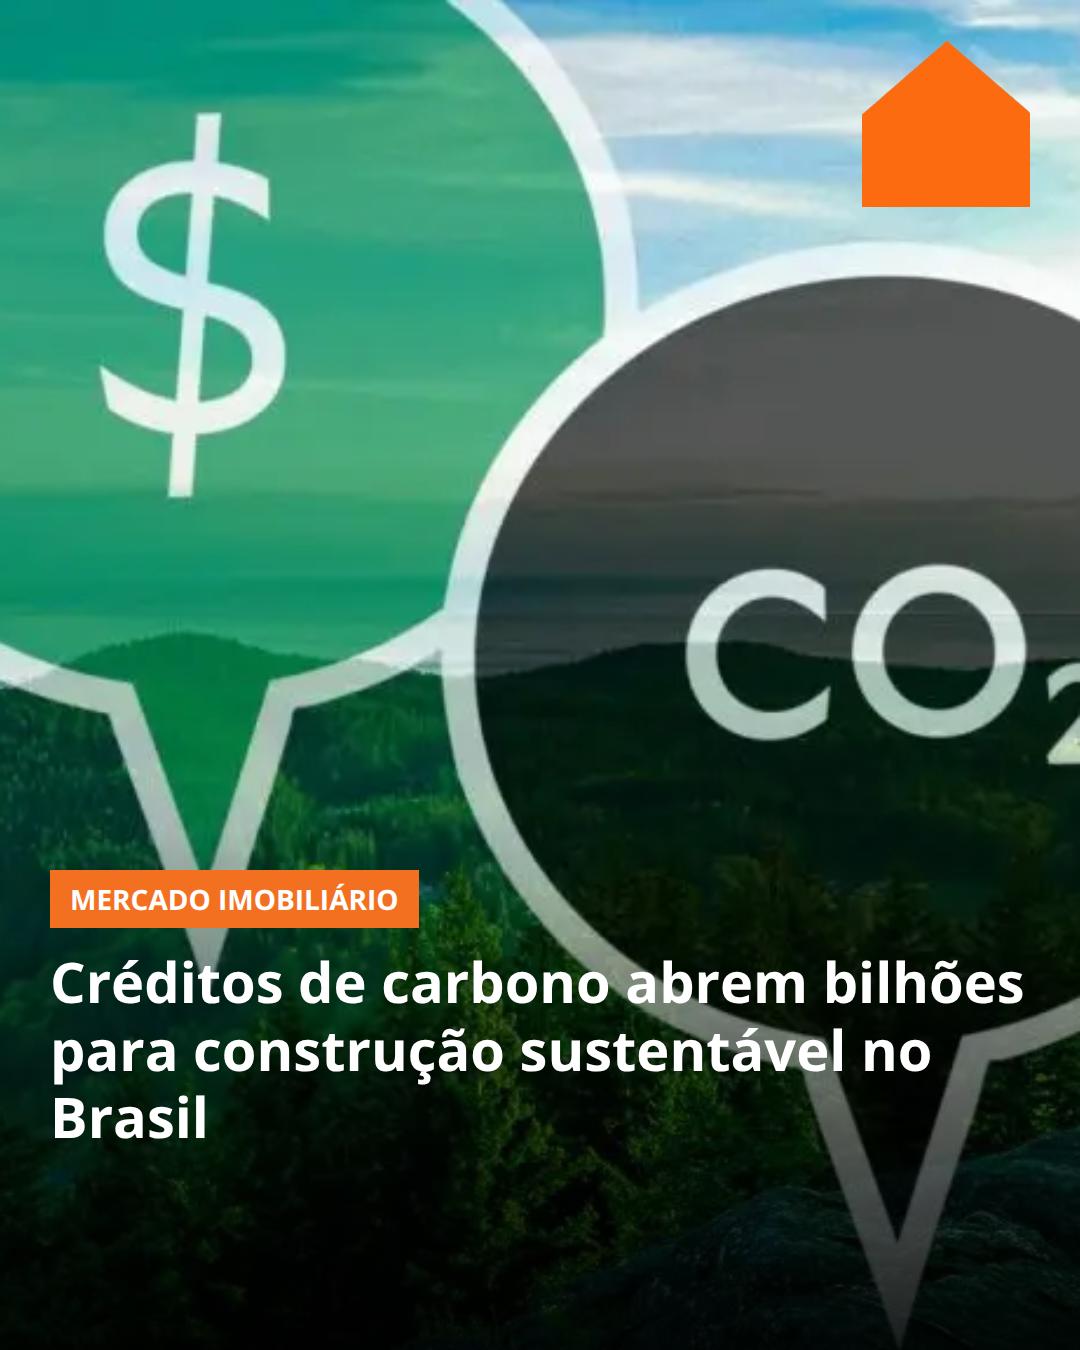 $
CO₂
MERCADO IMOBILIÁRIO
Créditos de carbono abrem bilhões
para construção sustentável no
Brasil